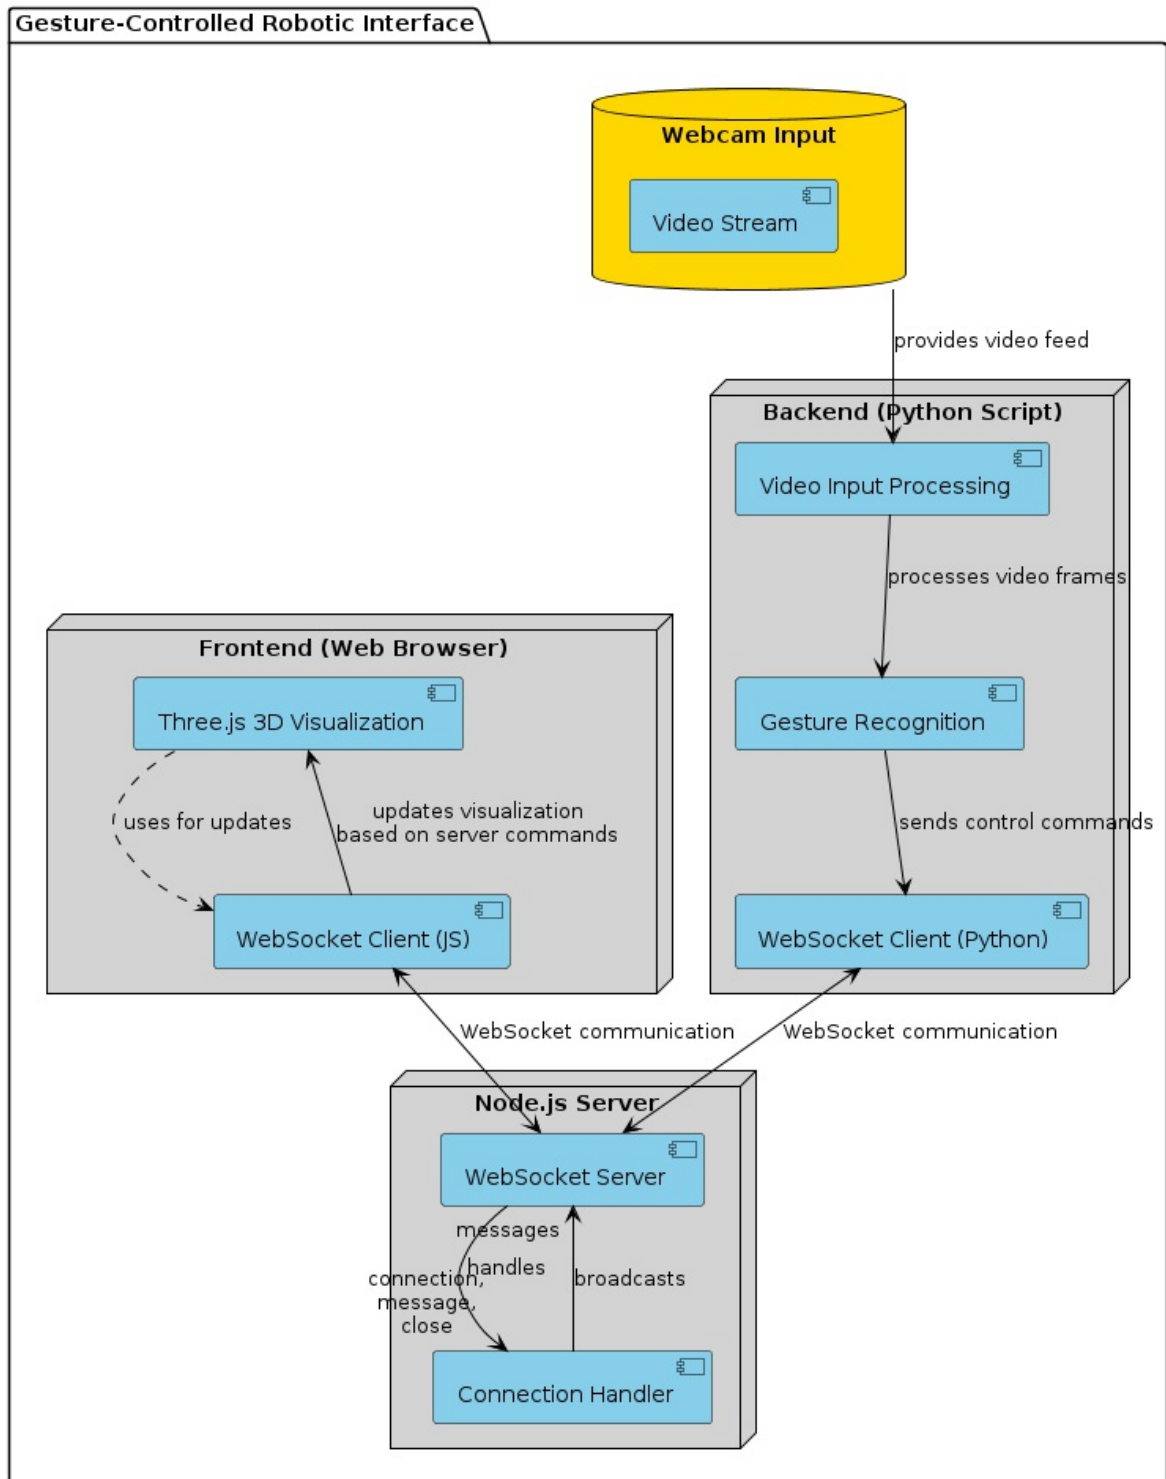 Gesture-Controlled Robotic Interface
Webcam Input
Video Stream
provides video feed
Backend (Python Script)
Video Input Processing
processes video frames
Frontend (Web Browser)
Three.js 3D Visualization
Gesture Recognition
uses for updates
updates visualization
based on server commands
sends control commands
WebSocket Client (JS)
WebSocket Client (Python)
WebSocket communication
WebSocket communication
Node.js Server
WebSocket Server
messages
handles
connection,
message,
close
broadcasts
Connection Handler